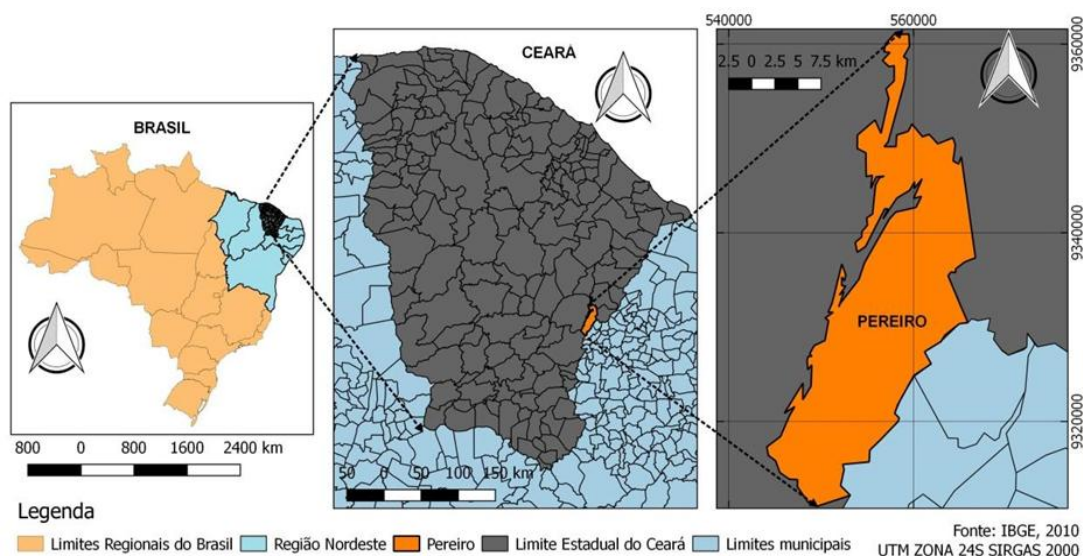 BRASIL
800 0 800 1600 2400 km
CEARÁ
50 0 50 100 150 km
540000 560000
2.5 0 2.5 5 7.5 km
PEREIRO
9360000
9340000
9320000
Legenda
Limites Regionais do Brasil Região Nordeste Pereiro Limite Estadual do Ceará Limites municipais
Fonte: IBGE, 2010
UTM ZONA 24S SIRGAS 2000